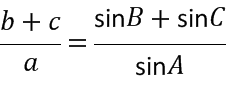 (b + c)/a = (sinB + sinC)/sinA